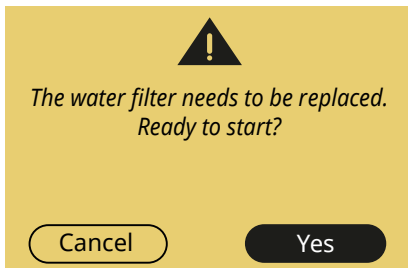 The water filter needs to be replaced.
Ready to start?
Cancel
Yes